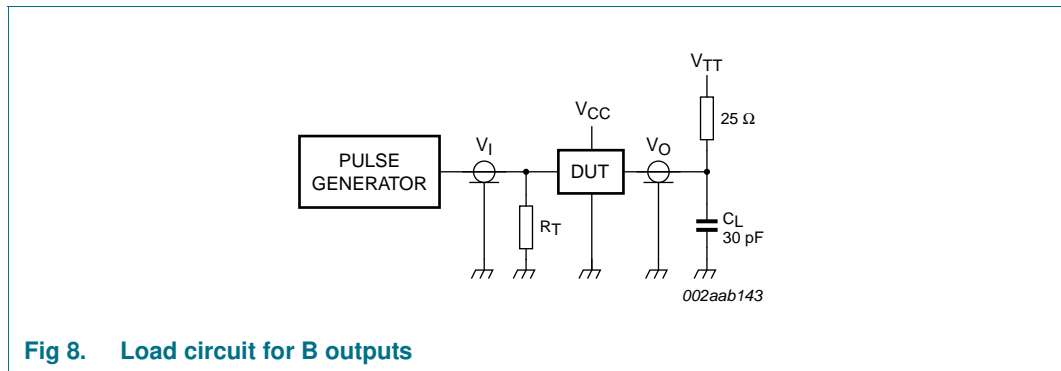 VTT
25 Ω
VCC
VI
VO
PULSE
GENERATOR
DUT
RT
CL
30 pF
002aab143
Fig 8. Load circuit for B outputs